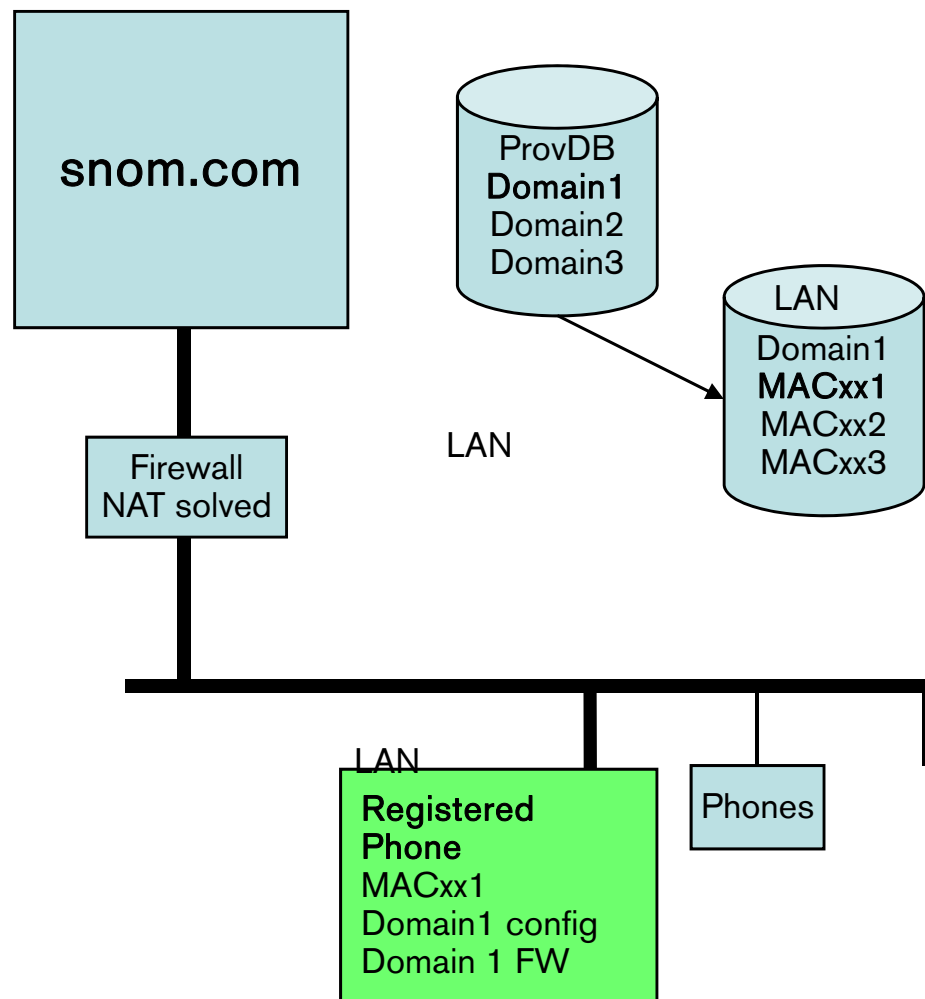 snom.com
ProvDB
Domain1
Domain2
Domain3
LAN
Domain1
MACxx1
MACxx2
MACxx3
Firewall
NAT solved
LAN
LAN
Registered
Phone
MACxx1
Domain1 config
Domain 1 FW
Phones